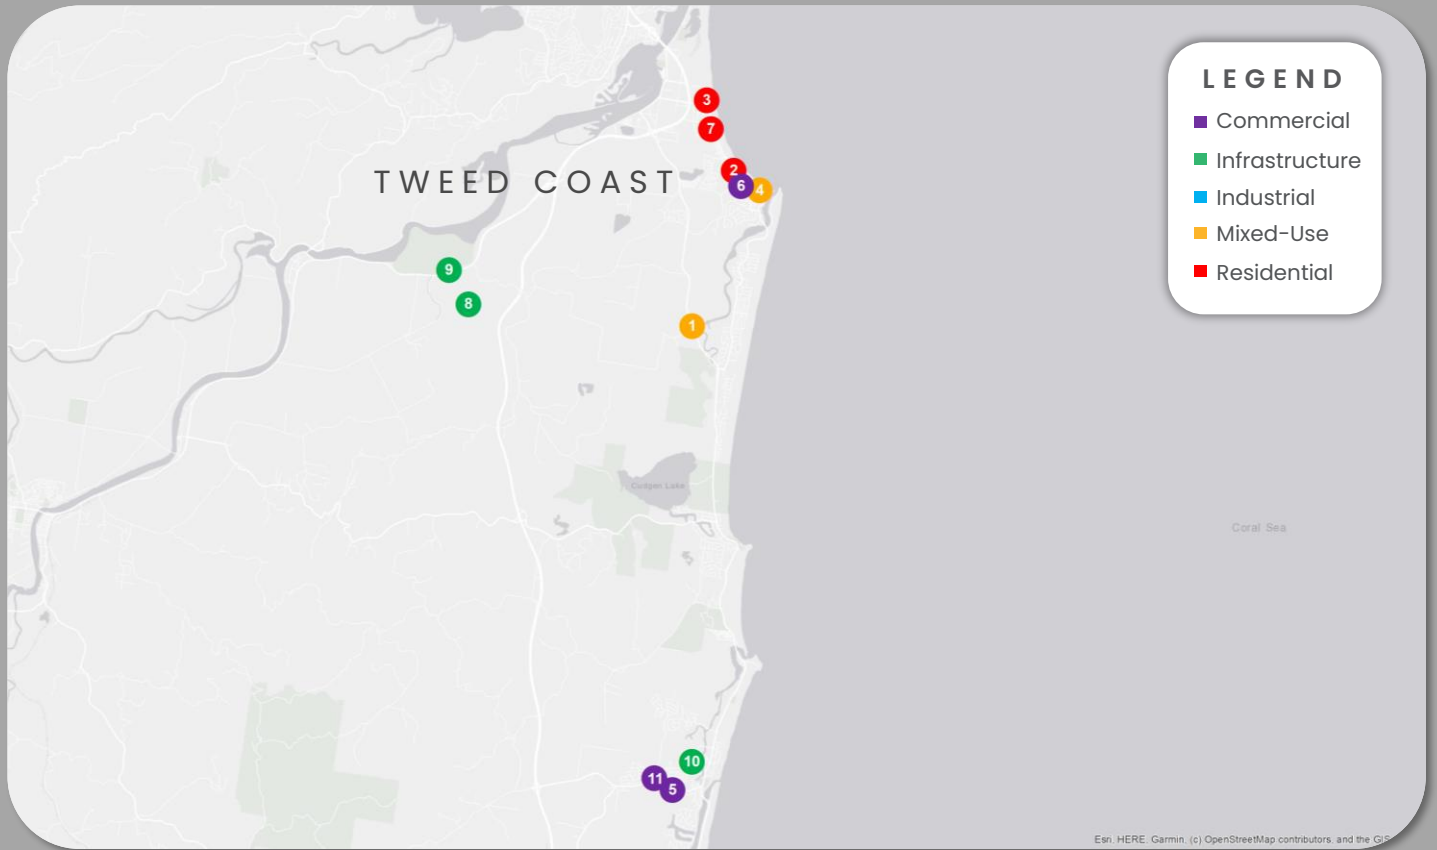 LEGEND
Commercial
Infrastructure
Industrial
Mixed-Use
Residential
3
7
2
6
4
TWEED COAST
9
8
1
Cudgen Lake
Coral Sea
10
11
5
Esri, HERE, Garmin, (c) OpenStreetMap contributors, and the GIS